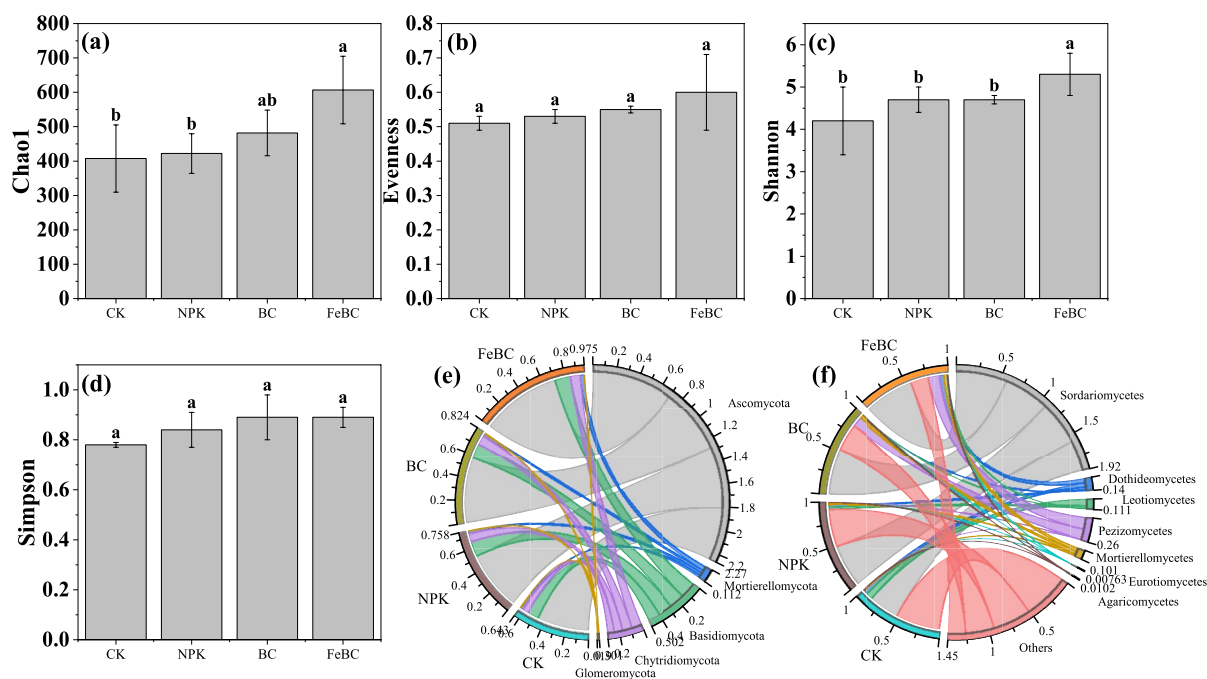 (a)
Chao1
800
700
600
500
400
300
200
100
0
b
b
ab
a
CK NPK BC FeBC
(b)
Evenness
0.8
0.7
0.6
0.5
0.4
0.3
0.2
0.1
0.0
a
a
a
a
CK NPK BC FeBC
(c)
Shannon
6
5
4
3
2
1
0
b
b
b
a
CK NPK BC FeBC
(d)
Simpson
1.0
0.8
0.6
0.4
0.2
0.0
a
a
a
a
CK NPK BC FeBC
(e)
FeBC
0.2
0.4
0.6
0.8
0.975
0.2
0.4
0.6
0.8
1
1.2
1.4
1.6
1.8
2
2.2
2.27
Ascomycota
Mortierellomycota
0.112
0.2
0.4
0.502
Basidiomycota
0.2
Chytridiomycota
Glomeromycota
CK
0.2
0.4
0.6
0.643
NPK
0.2
0.4
0.6
0.758
BC
0.2
0.4
0.6
0.824
(f)
FeBC
0.5
1
0.5
1
1.5
1.92
Sordariomycetes
Dothideomycetes
0.14
Leotiomycetes
0.111
Pezizomycetes
0.26
Mortierellomycetes
0.101
0.00763
Eurotiomycetes
0.0102
Agaricomycetes
0.5
Others
1
1.45
CK
0.5
1
NPK
0.5
1
BC
0.5
1